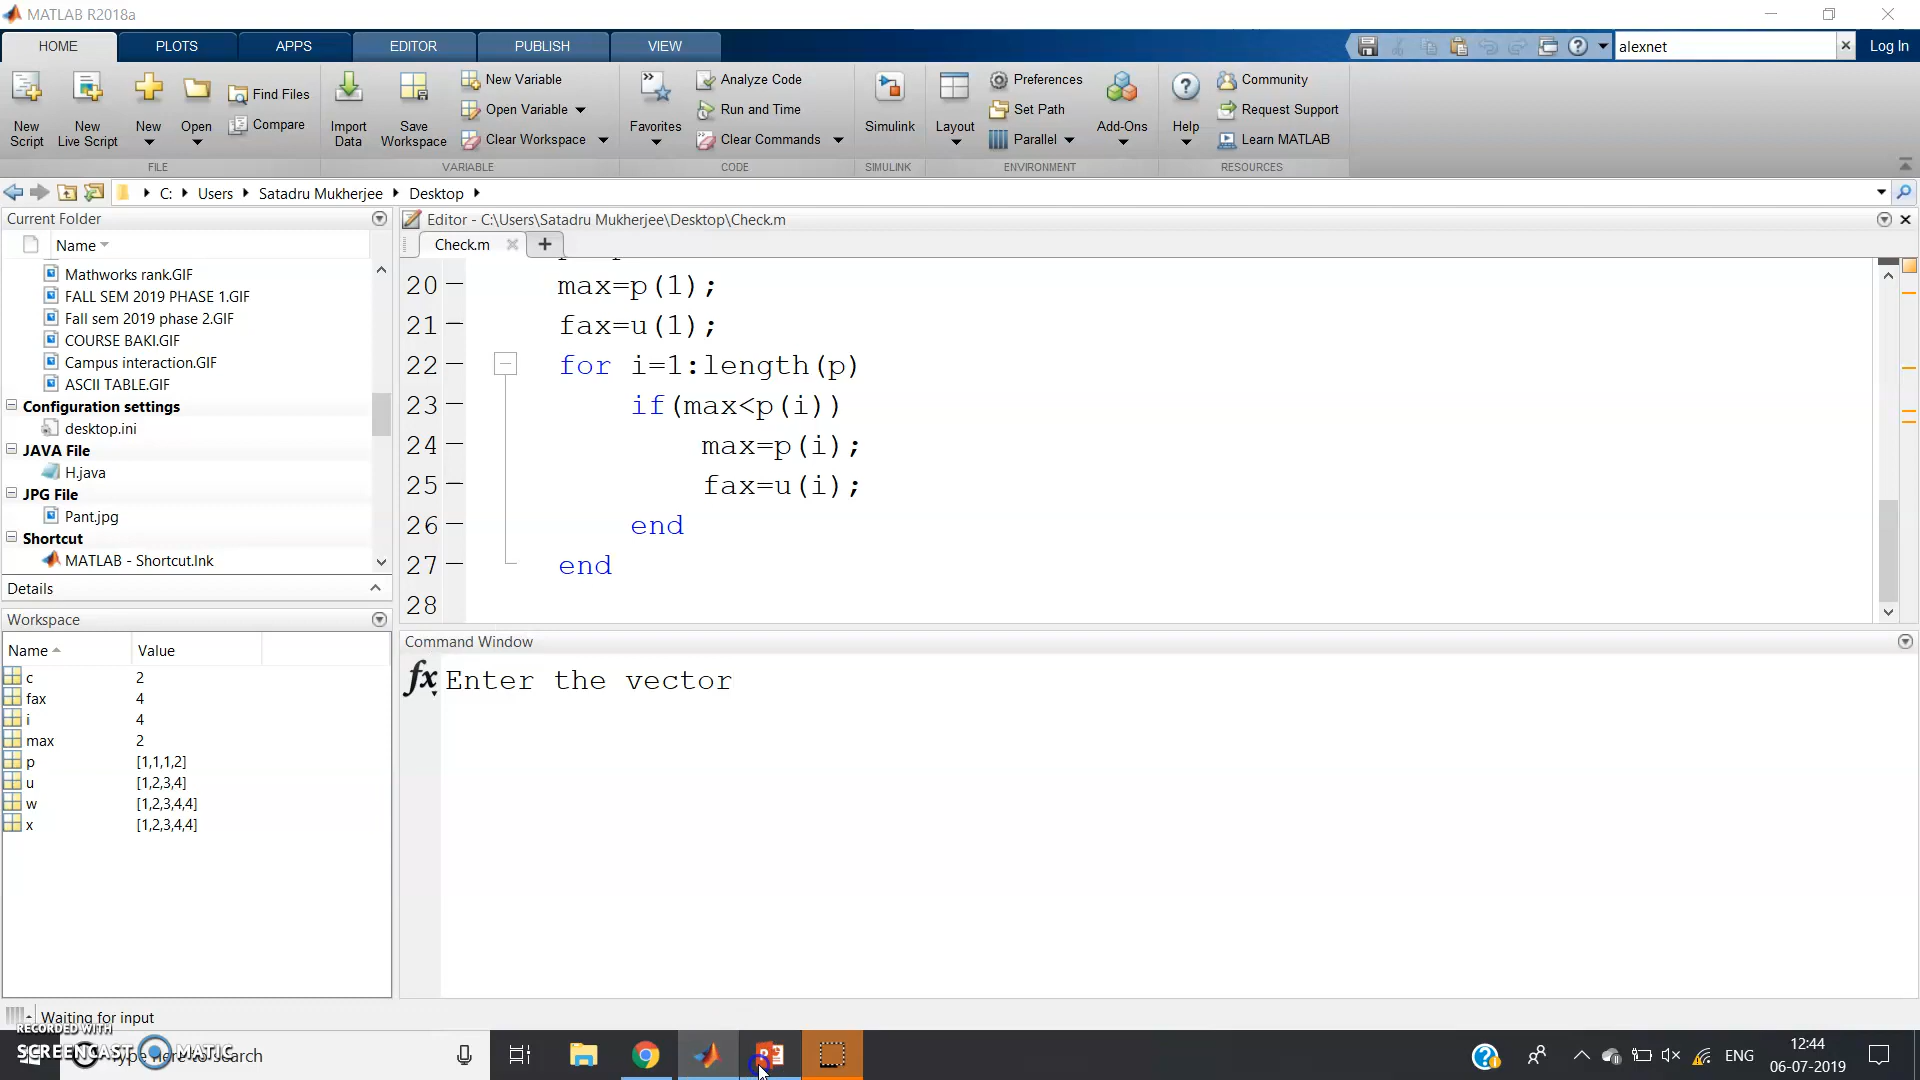 MATLAB R2018a
HOME PLOTS APPS EDITOR PUBLISH VIEW
alexnet
Log In
New Script
New Live Script
New
Open
Find Files
Compare
Import Data
Save Workspace
New Variable
Open Variable
Clear Workspace
Favorites
Analyze Code
Run and Time
Clear Commands
Simulink
Layout
Preferences
Set Path
Parallel
Add-Ons
Help
Community
Request Support
Learn MATLAB
FILE VARIABLE CODE SIMULINK ENVIRONMENT RESOURCES
C: Users Satadru Mukherjee Desktop
Current Folder
Name
Mathworks rank.GIF
FALL SEM 2019 PHASE 1.GIF
Fall sem 2019 phase 2.GIF
COURSE BAKI.GIF
Campus interaction.GIF
ASCII TABLE.GIF
Configuration settings
desktop.ini
JAVA File
H.java
JPG File
Pant.jpg
Shortcut
MATLAB - Shortcut.lnk
Details
Workspace
Name Value
c 2
fax 4
i 4
max 2
p [1,1,1,2]
u [1,2,3,4]
w [1,2,3,4,4]
x [1,2,3,4,4]
Editor - C:\Users\Satadru Mukherjee\Desktop\Check.m
Check.m
20 max=p(1);
21 fax=u(1);
22 for i=1:length(p)
23 if(max<p(i))
24 max=p(i);
25 fax=u(i);
26 end
27 end
28
Command Window
fx Enter the vector
Waiting for input
RECORDED WITH
SCREENCAST MATIC
Type here to search
ENG
12:44
06-07-2019